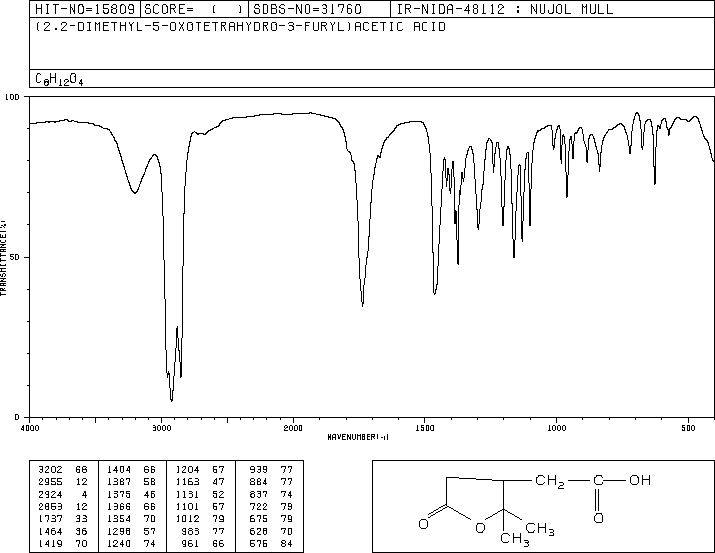 HIT-NO=15809 SCORE= ( ) SDBS-NO=31760 IR-NIDA-48112 : NUJOL MULL
(2,2-DIMETHYL-5-OXOTETRAHYDRO-3-FURYL)ACETIC ACID
C8H12O4
100
50
0
TRANSMITTANCE(%)
4000 3000 2000 1500 1000 500
WAVENUMBER(-1)
3202 68 1404 66 1204 57 939 77
2955 12 1387 58 1163 47 884 77
2924 4 1375 46 1131 52 837 74
2853 12 1366 66 1101 57 722 79
1737 33 1354 70 1012 79 675 79
1464 36 1298 57 983 77 628 70
1419 70 1240 74 961 66 576 84
CH2 C OH
O
O
O
CH3
CH3